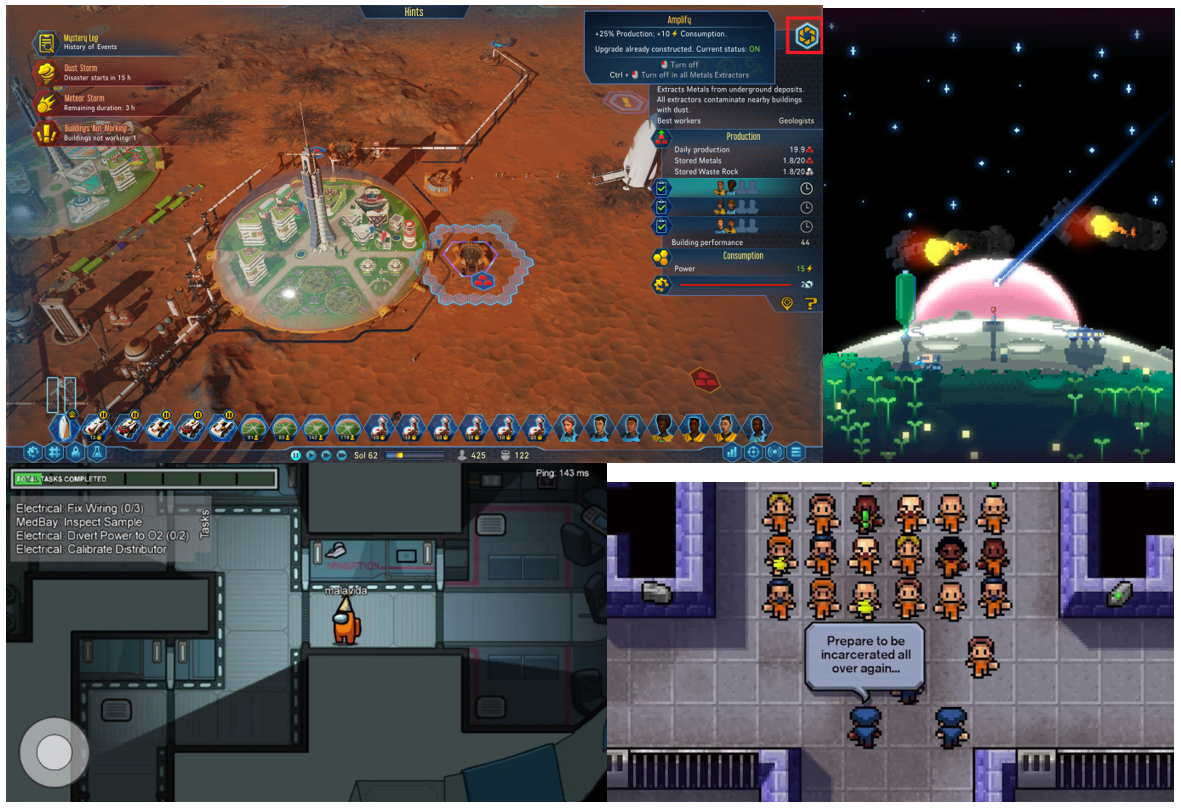 Hints
Mystery Log
History of Events
Dust Storm
Disaster starts in 15 h
Meteor Storm
Remaining duration: 3 h
Buildings Not Working
Buildings not working: 1
Amplify
+25% Production; +10 Consumption.
Upgrade already constructed. Current status: ON
Turn off
Ctrl + Turn off in all Metals Extractors
Extracts Metals from underground deposits.
All extractors contaminate nearby buildings
with dust.
Best workers Geologists
Production
Daily production 19.9
Stored Metals 1.8/20
Stored Waste Rock 1.8/20
Building performance 44
Consumption
Power 15
2
Sol 62 425 122
TOTAL TASKS COMPLETED
Ping: 143 ms
Electrical: Fix Wiring (0/3)
MedBay: Inspect Sample
Electrical: Divert Power to O2 (0/2)
Electrical: Calibrate Distributor
Tasks
NAVIGATION
malavida
Prepare to be
incarcerated all
over again...